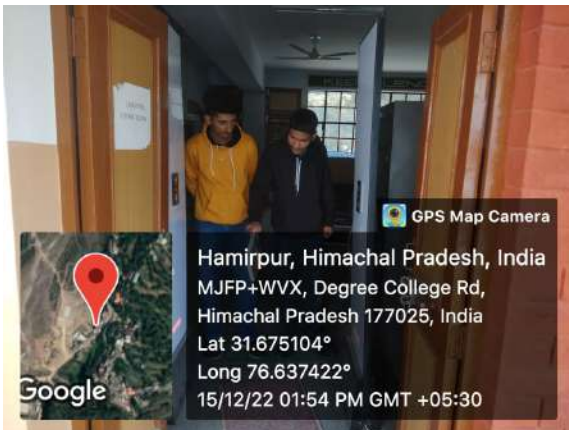 GPS Map Camera
Hamirpur, Himachal Pradesh, India
MJFP+WVX, Degree College Rd,
Himachal Pradesh 177025, India
Lat 31.675104°
Long 76.637422°
15/12/22 01:54 PM GMT +05:30
Google